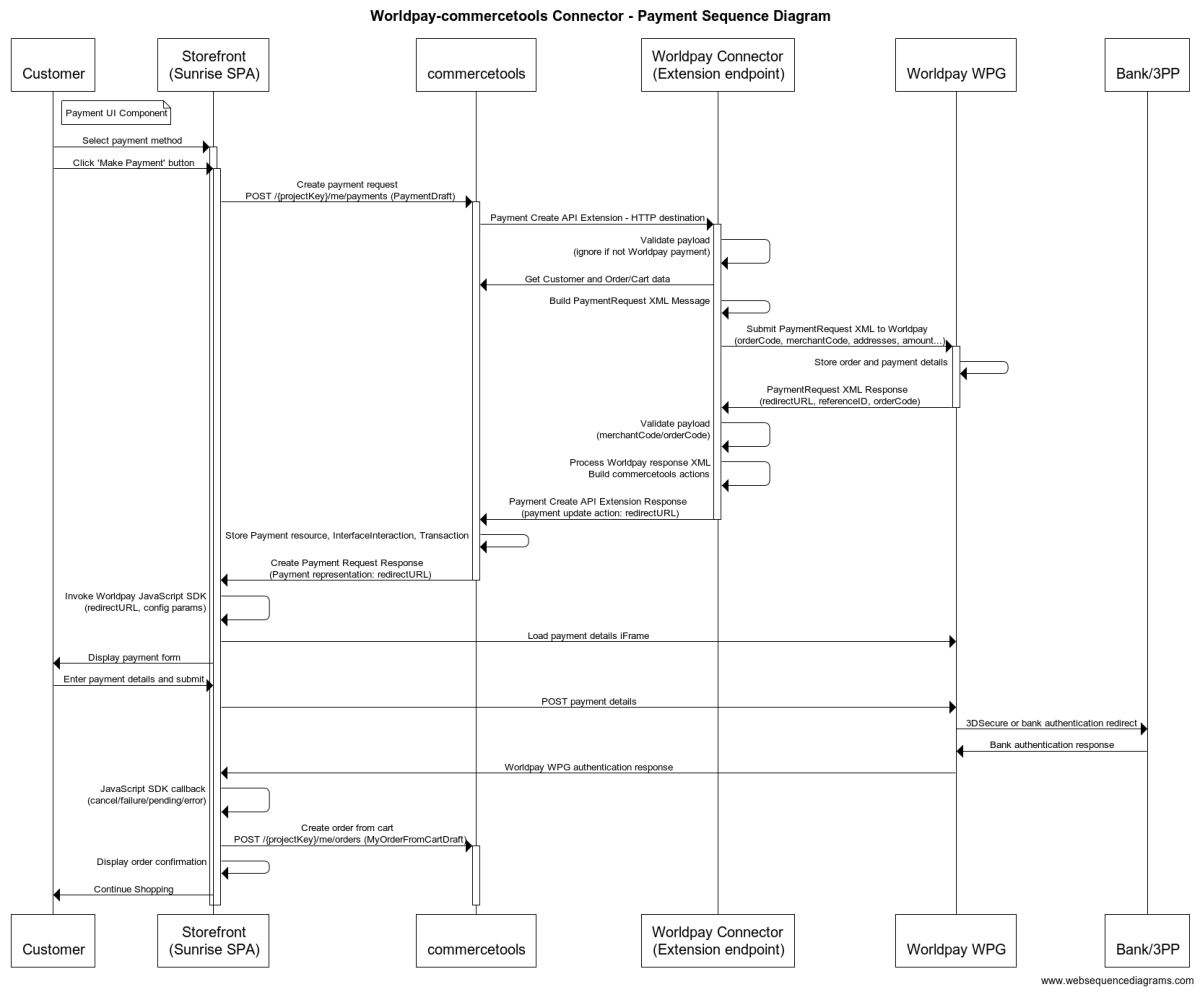 Worldpay-commercetools Connector - Payment Sequence Diagram
Customer
Storefront
(Sunrise SPA)
commercetools
Worldpay Connector
(Extension endpoint)
Worldpay WPG
Bank/3PP
Payment UI Component
Select payment method
Click 'Make Payment' button
Create payment request
POST /{projectKey}/me/payments (PaymentDraft)
Payment Create API Extension - HTTP destination
Validate payload
(ignore if not Worldpay payment)
Get Customer and Order/Cart data
Build PaymentRequest XML Message
Submit PaymentRequest XML to Worldpay
(orderCode, merchantCode, addresses, amount...)
Store order and payment details
PaymentRequest XML Response
(redirectURL, referenceID, orderCode)
Validate payload
(merchantCode/orderCode)
Process Worldpay response XML
Build commercetools actions
Payment Create API Extension Response
(payment update action: redirectURL)
Store Payment resource, InterfaceInteraction, Transaction
Create Payment Request Response
(Payment representation: redirectURL)
Invoke Worldpay JavaScript SDK
(redirectURL, config params)
Load payment details iFrame
Display payment form
Enter payment details and submit
POST payment details
3DSecure or bank authentication redirect
Bank authentication response
Worldpay WPG authentication response
JavaScript SDK callback
(cancel/failure/pending/error)
Create order from cart
POST /{projectKey}/me/orders (MyOrderFromCartDraft)
Display order confirmation
Continue Shopping
Customer
Storefront
(Sunrise SPA)
commercetools
Worldpay Connector
(Extension endpoint)
Worldpay WPG
Bank/3PP
www.websequencediagrams.com